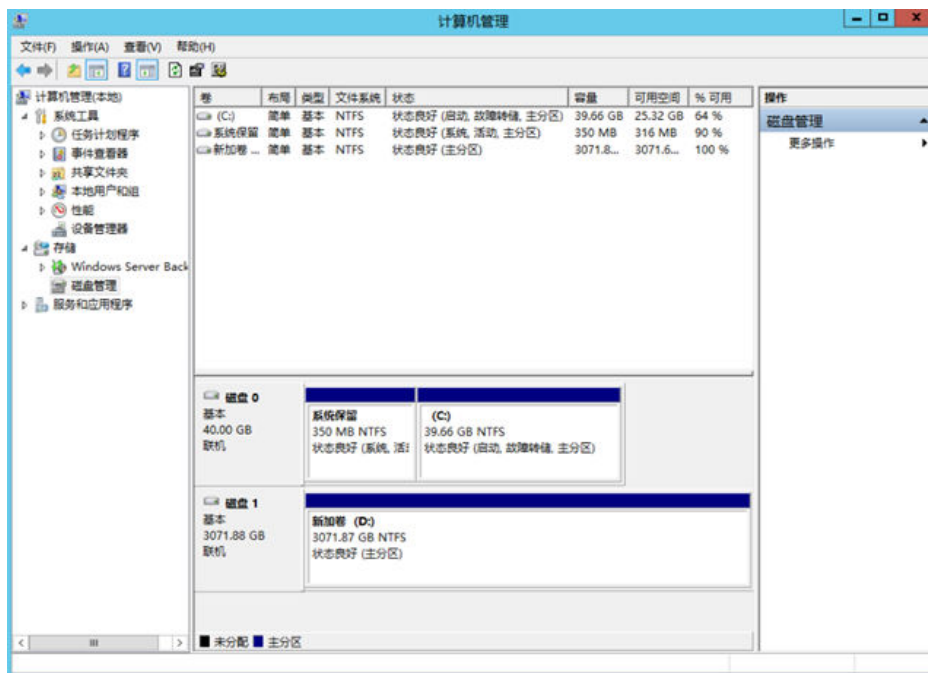 计算机管理
文件(F) 操作(A) 查看(V) 帮助(H)
计算机管理(本地)
系统工具
任务计划程序
事件查看器
共享文件夹
本地用户和组
性能
设备管理器
存储
Windows Server Back
磁盘管理
服务和应用程序
卷 布局 类型 文件系统 状态 容量 可用空间 % 可用
(C:) 简单 基本 NTFS 状态良好 (启动, 故障转储, 主分区) 39.66 GB 25.32 GB 64 %
系统保留 简单 基本 NTFS 状态良好 (系统, 活动, 主分区) 350 MB 316 MB 90 %
新加卷 ... 简单 基本 NTFS 状态良好 (主分区) 3071.8... 3071.6... 100 %
操作
磁盘管理
更多操作
磁盘 0
基本
40.00 GB
联机
系统保留
350 MB NTFS
状态良好 (系统, 活
(C:)
39.66 GB NTFS
状态良好 (启动, 故障转储, 主分区)
磁盘 1
基本
3071.88 GB
联机
新加卷 (D:)
3071.87 GB NTFS
状态良好 (主分区)
未分配 主分区